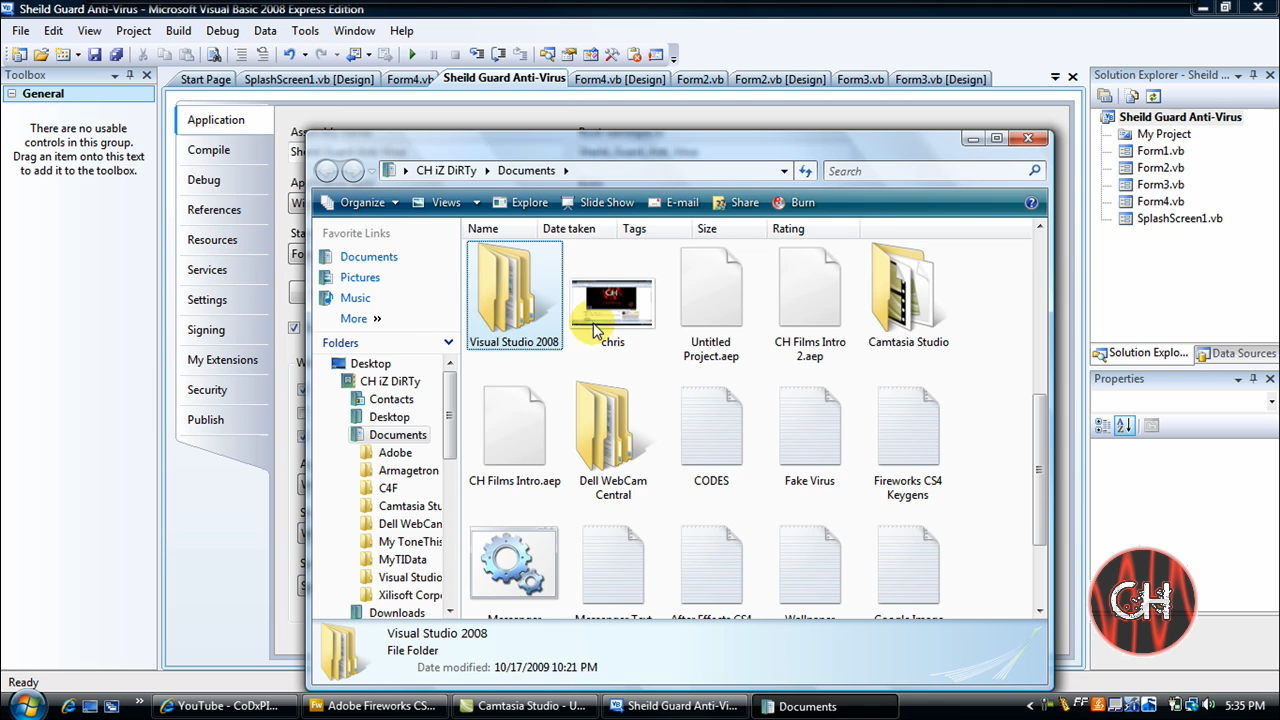 Sheild Guard Anti-Virus - Microsoft Visual Basic 2008 Express Edition
File Edit View Project Build Debug Data Tools Window Help
Toolbox
General
There are no usable
controls in this group.
Drag an item onto this text
to add it to the toolbox.
Start Page SplashScreen1.vb [Design] Form4.vb Sheild Guard Anti-Virus Form4.vb [Design] Form2.vb Form2.vb [Design] Form3.vb Form3.vb [Design]
Application
Compile
Debug
References
Resources
Services
Settings
Signing
My Extensions
Security
Publish
CH iZ DiRTy Documents
Search
Organize Views Explore Slide Show E-mail Share Burn
Favorite Links
Documents
Pictures
Music
More »
Folders
Desktop
CH iZ DiRTy
Contacts
Desktop
Documents
Adobe
Armagetron
C4F
Camtasia Stu
Dell WebCam
My ToneThis
MyTIData
Visual Studio
Xilisoft Corp
Downloads
Name Date taken Tags Size Rating
Visual Studio 2008
chris
Untitled
Project.aep
CH Films Intro
2.aep
Camtasia Studio
CH Films Intro.aep
Dell WebCam
Central
CODES
Fake Virus
Fireworks CS4
Keygens
Visual Studio 2008
File Folder
Date modified: 10/17/2009 10:21 PM
Solution Explorer - Sheild ...
Sheild Guard Anti-Virus
My Project
Form1.vb
Form2.vb
Form3.vb
Form4.vb
SplashScreen1.vb
Solution Explo... Data Sources
Properties
CH
Ready
YouTube - CoDxPI... Adobe Fireworks CS... Camtasia Studio - U... Sheild Guard Anti-Vi... Documents
5:35 PM